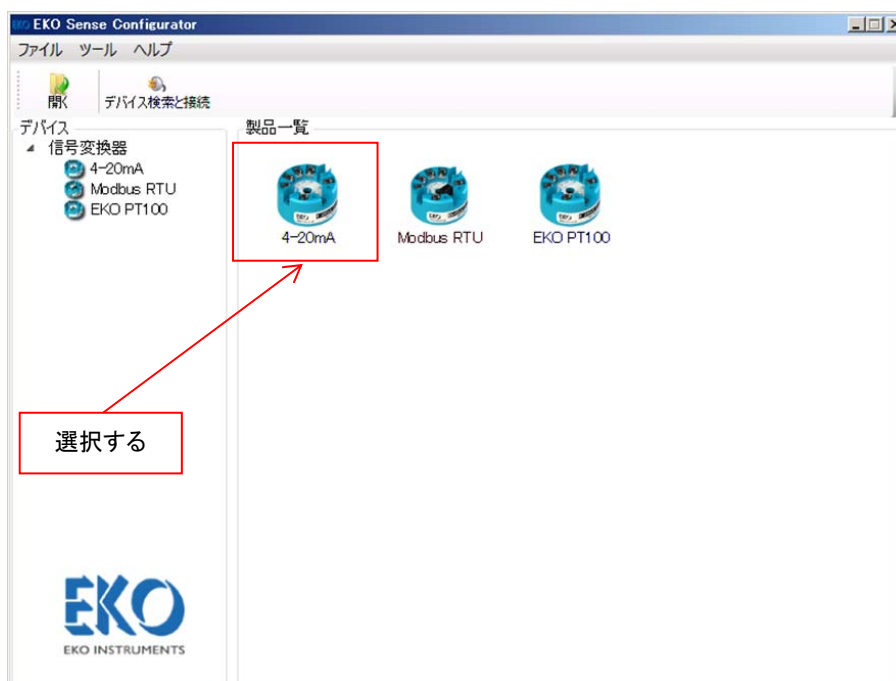 EKO EKO Sense Configurator
ファイル ツール ヘルプ
開く
デバイス検索と接続
デバイス
信号変換器
4-20mA
Modbus RTU
EKO PT100
製品一覧
4-20mA
Modbus RTU
EKO PT100
選択する
EKO
EKO INSTRUMENTS